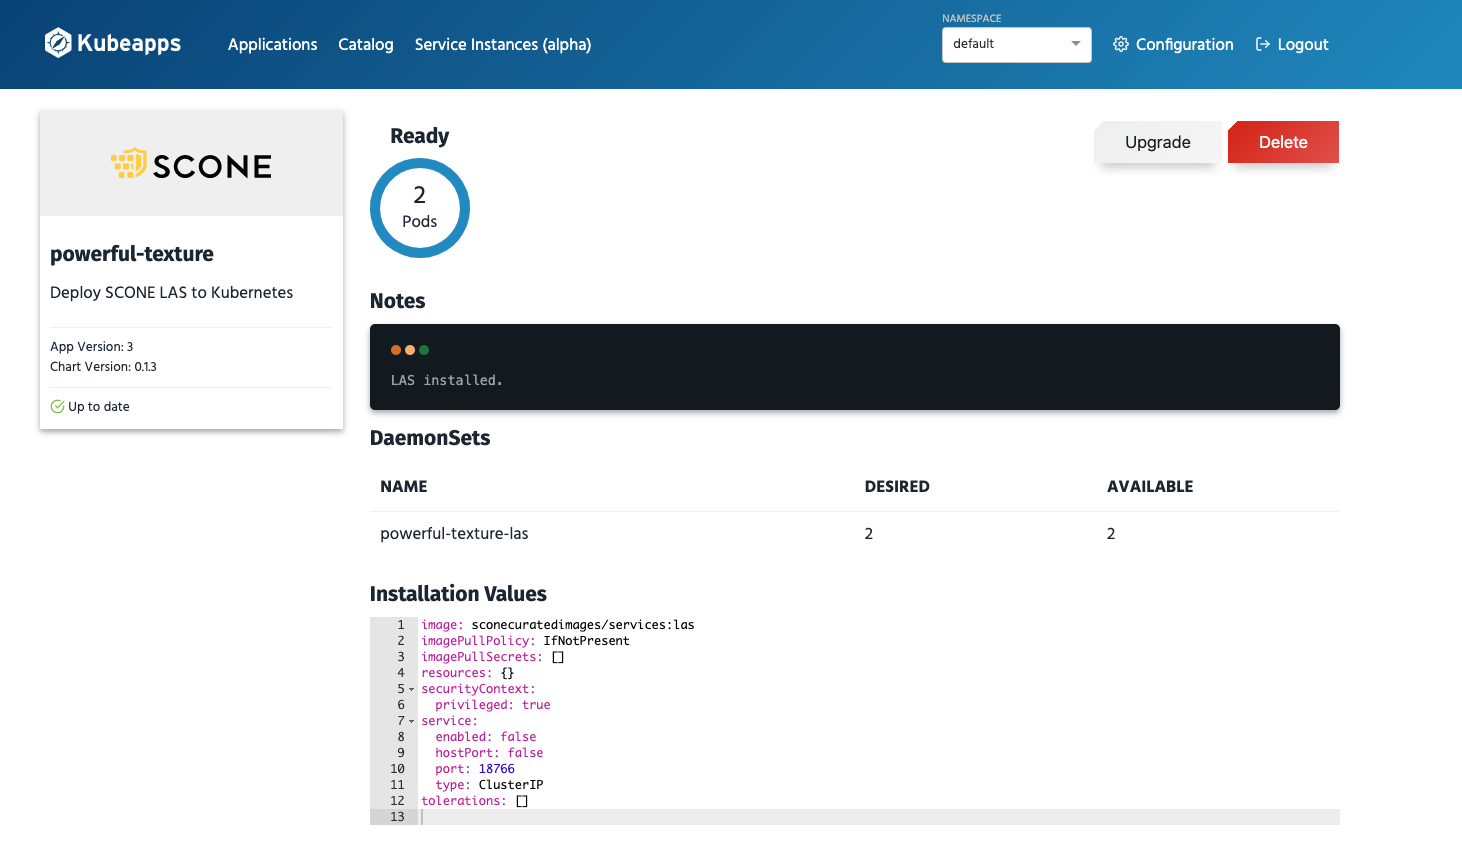 Kubeapps
Applications
Catalog
Service Instances (alpha)
NAMESPACE
default
Configuration
Logout
SCONE
powerful-texture
Deploy SCONE LAS to Kubernetes
App Version: 3
Chart Version: 0.1.3
Up to date
Ready
2
Pods
Upgrade
Delete
Notes
LAS installed.
DaemonSets
NAME DESIRED AVAILABLE
powerful-texture-las 2 2
Installation Values
1 image: sconecuratedimages/services:las
2 imagePullPolicy: IfNotPresent
3 imagePullSecrets: []
4 resources: {}
5 securityContext:
6   privileged: true
7 service:
8   enabled: false
9   hostPort: false
10   port: 18766
11   type: ClusterIP
12 tolerations: []
13